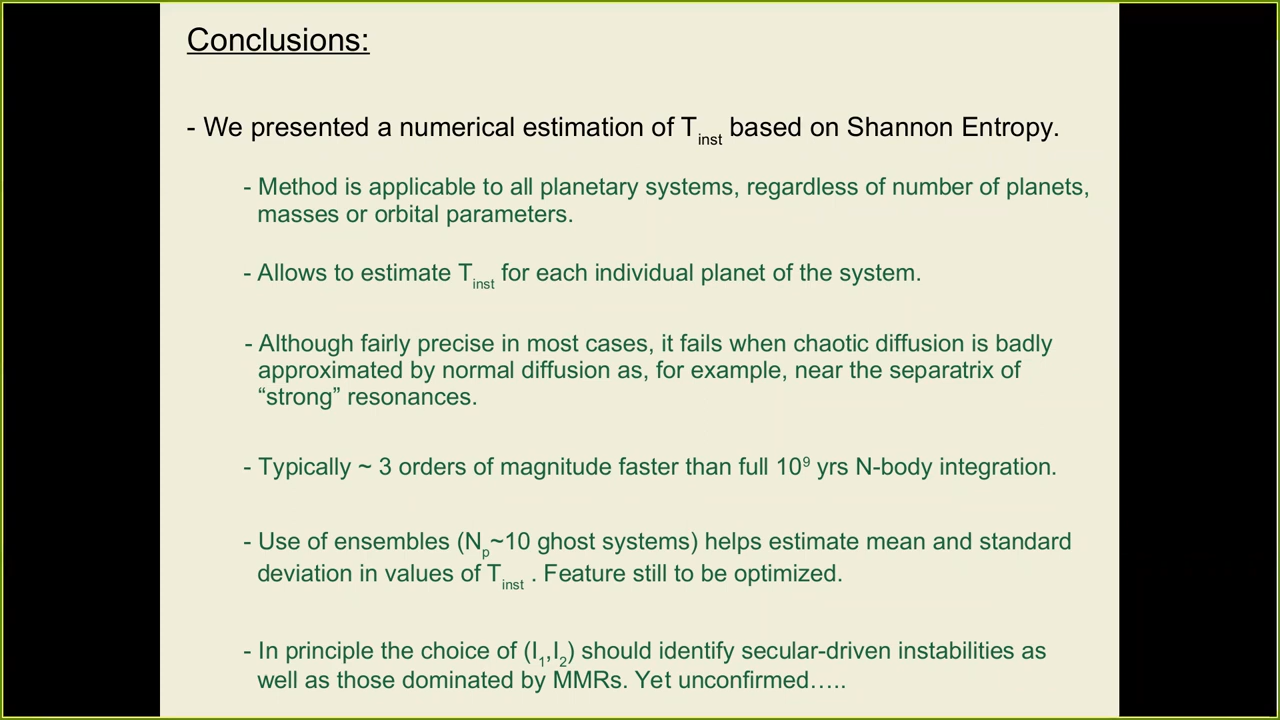 Conclusions:
- We presented a numerical estimation of Tinst based on Shannon Entropy.
- Method is applicable to all planetary systems, regardless of number of planets,
masses or orbital parameters.
- Allows to estimate Tinst for each individual planet of the system.
- Although fairly precise in most cases, it fails when chaotic diffusion is badly
approximated by normal diffusion as, for example, near the separatrix of
“strong” resonances.
- Typically ~ 3 orders of magnitude faster than full 10⁹ yrs N-body integration.
- Use of ensembles (Np~10 ghost systems) helps estimate mean and standard
deviation in values of Tinst . Feature still to be optimized.
- In principle the choice of (I₁,I₂) should identify secular-driven instabilities as
well as those dominated by MMRs. Yet unconfirmed…..